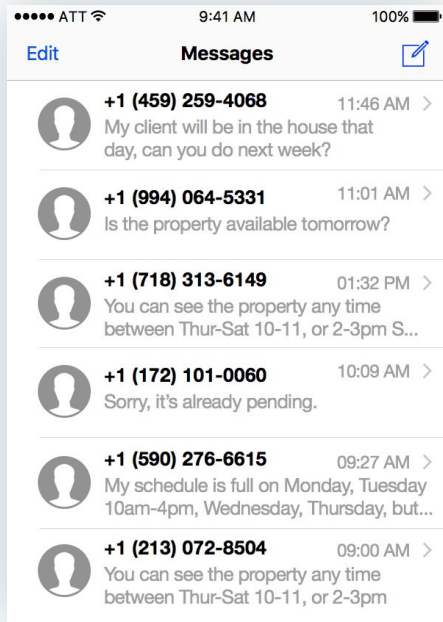 ATT 9:41 AM 100%
Edit Messages
+1 (459) 259-4068 11:46 AM
My client will be in the house that
day, can you do next week?
+1 (994) 064-5331 11:01 AM
Is the property available tomorrow?
+1 (718) 313-6149 01:32 PM
You can see the property any time
between Thur-Sat 10-11, or 2-3pm S...
+1 (172) 101-0060 10:09 AM
Sorry, it’s already pending.
+1 (590) 276-6615 09:27 AM
My schedule is full on Monday, Tuesday
10am-4pm, Wednesday, Thursday, but...
+1 (213) 072-8504 09:00 AM
You can see the property any time
between Thur-Sat 10-11, or 2-3pm